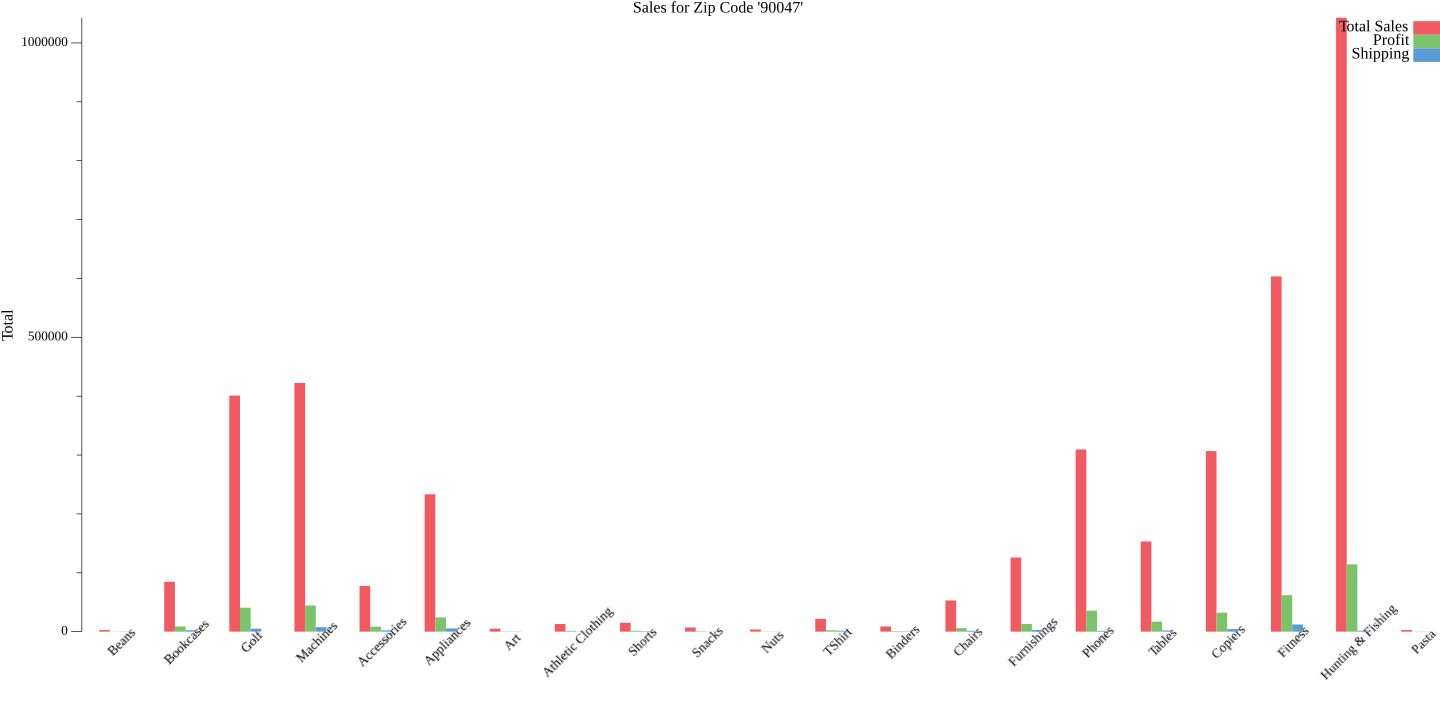 Sales for Zip Code '90047'
Total Sales
Profit
Shipping
1000000
500000
0
Total
Beans
Bookcases
Golf
Machines
Accessories
Appliances
Art
Athletic Clothing
Shorts
Snacks
Nuts
TShirt
Binders
Chairs
Furnishings
Phones
Tables
Copiers
Fitness
Hunting & Fishing
Pasta